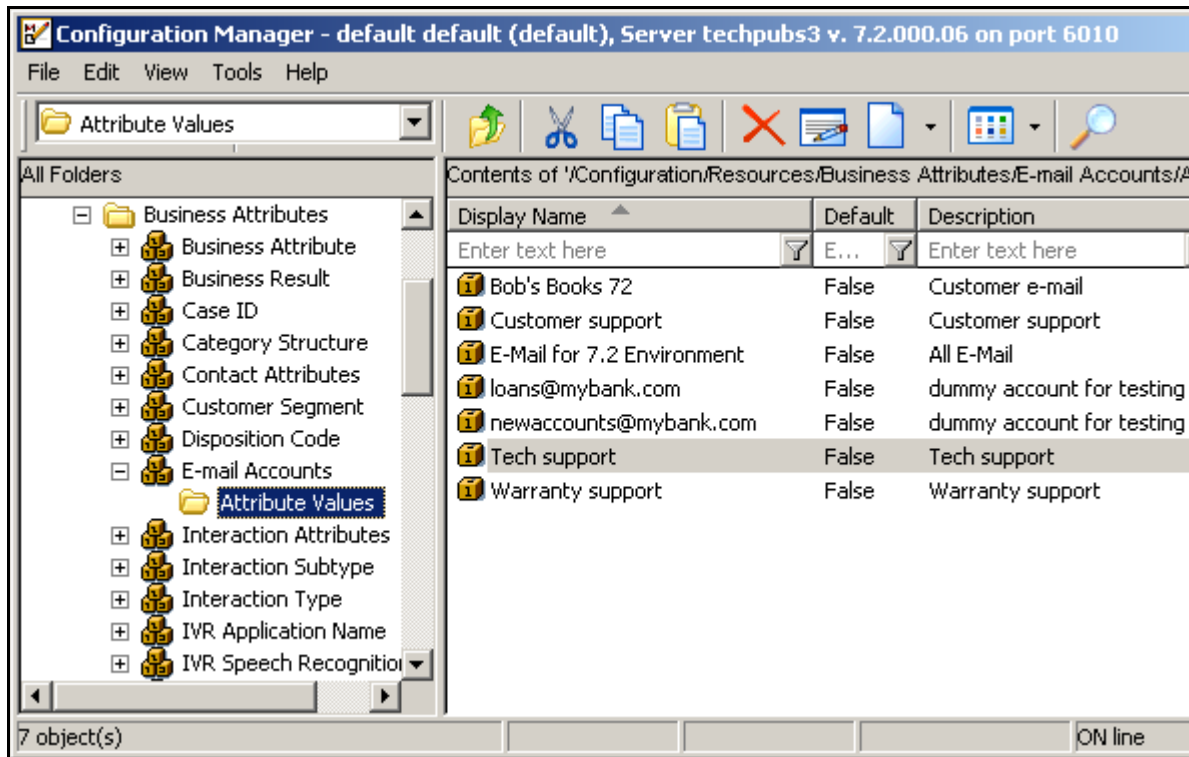 Configuration Manager - default default (default), Server techpubs3 v. 7.2.000.06 on port 6010
File Edit View Tools Help
Attribute Values
All Folders
Contents of '/Configuration/Resources/Business Attributes/E-mail Accounts/A
Business Attributes
Business Attribute
Business Result
Case ID
Category Structure
Contact Attributes
Customer Segment
Disposition Code
E-mail Accounts
Attribute Values
Interaction Attributes
Interaction Subtype
Interaction Type
IVR Application Name
IVR Speech Recognition
Display Name Default Description
Enter text here E... Enter text here
Bob's Books 72 False Customer e-mail
Customer support False Customer support
E-Mail for 7.2 Environment False All E-Mail
loans@mybank.com False dummy account for testing
newaccounts@mybank.com False dummy account for testing
Tech support False Tech support
Warranty support False Warranty support
7 object(s) ON line